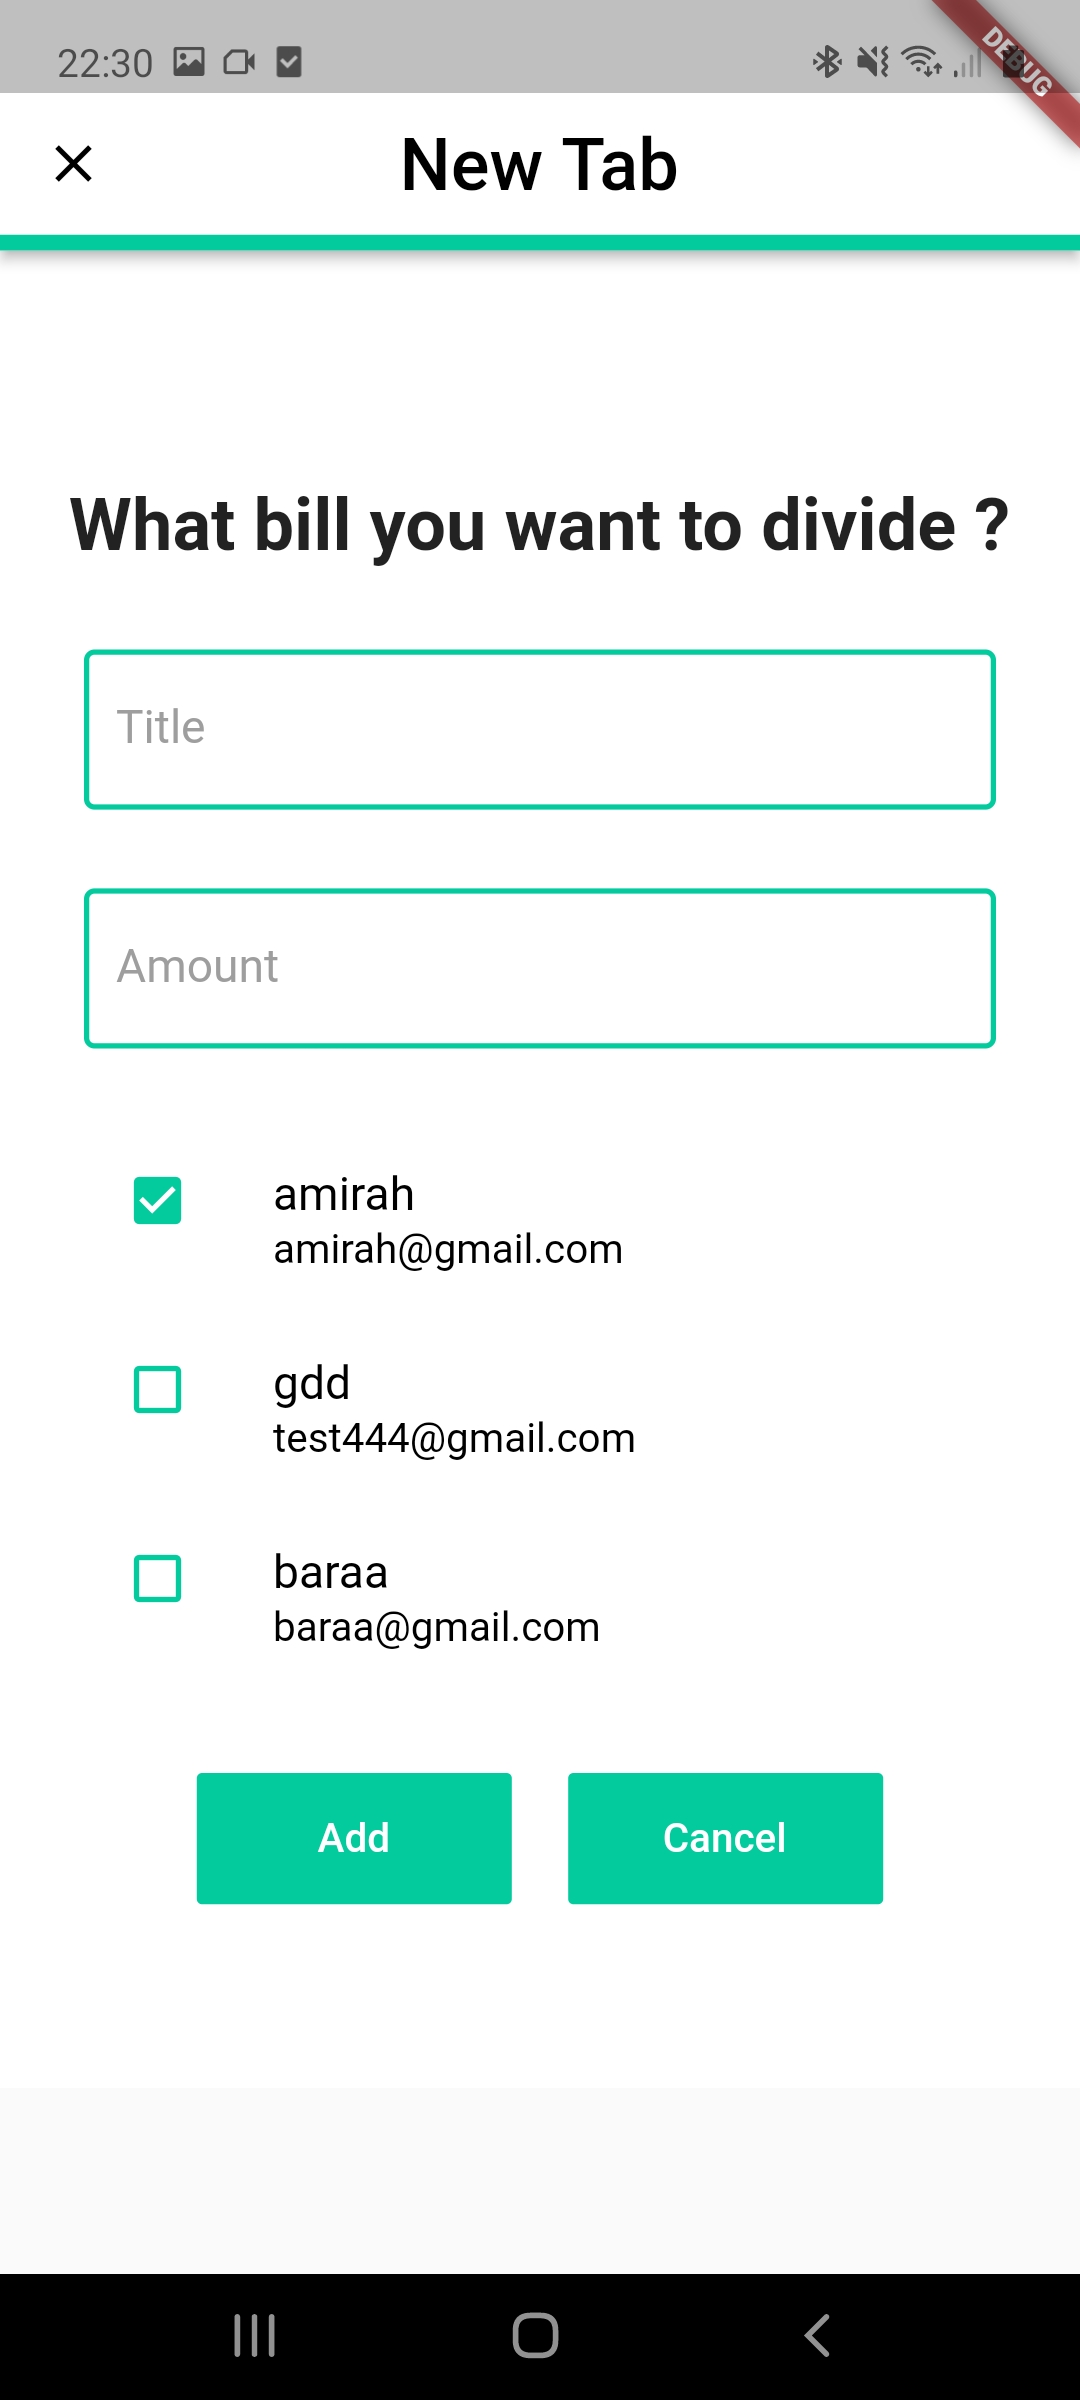 22:30
DEBUG
New Tab
What bill you want to divide ?
Title
Amount
amirah
amirah@gmail.com
gdd
test444@gmail.com
baraa
baraa@gmail.com
Add
Cancel